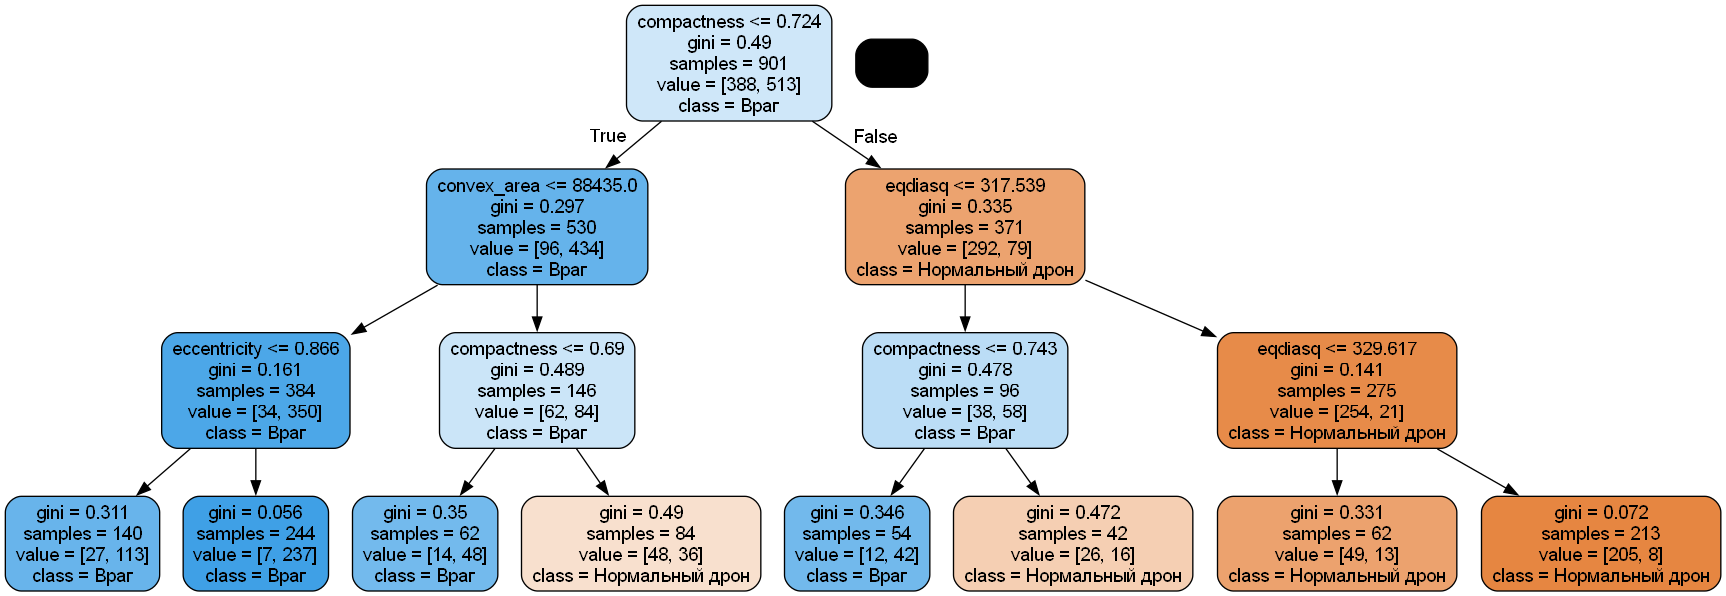 compactness <= 0.724
gini = 0.49
samples = 901
value = [388, 513]
class = Враг
True
False
convex_area <= 88435.0
gini = 0.297
samples = 530
value = [96, 434]
class = Враг
eqdiasq <= 317.539
gini = 0.335
samples = 371
value = [292, 79]
class = Нормальный дрон
eccentricity <= 0.866
gini = 0.161
samples = 384
value = [34, 350]
class = Враг
compactness <= 0.69
gini = 0.489
samples = 146
value = [62, 84]
class = Враг
compactness <= 0.743
gini = 0.478
samples = 96
value = [38, 58]
class = Враг
eqdiasq <= 329.617
gini = 0.141
samples = 275
value = [254, 21]
class = Нормальный дрон
gini = 0.311
samples = 140
value = [27, 113]
class = Враг
gini = 0.056
samples = 244
value = [7, 237]
class = Враг
gini = 0.35
samples = 62
value = [14, 48]
class = Враг
gini = 0.49
samples = 84
value = [48, 36]
class = Нормальный дрон
gini = 0.346
samples = 54
value = [12, 42]
class = Враг
gini = 0.472
samples = 42
value = [26, 16]
class = Нормальный дрон
gini = 0.331
samples = 62
value = [49, 13]
class = Нормальный дрон
gini = 0.072
samples = 213
value = [205, 8]
class = Нормальный дрон